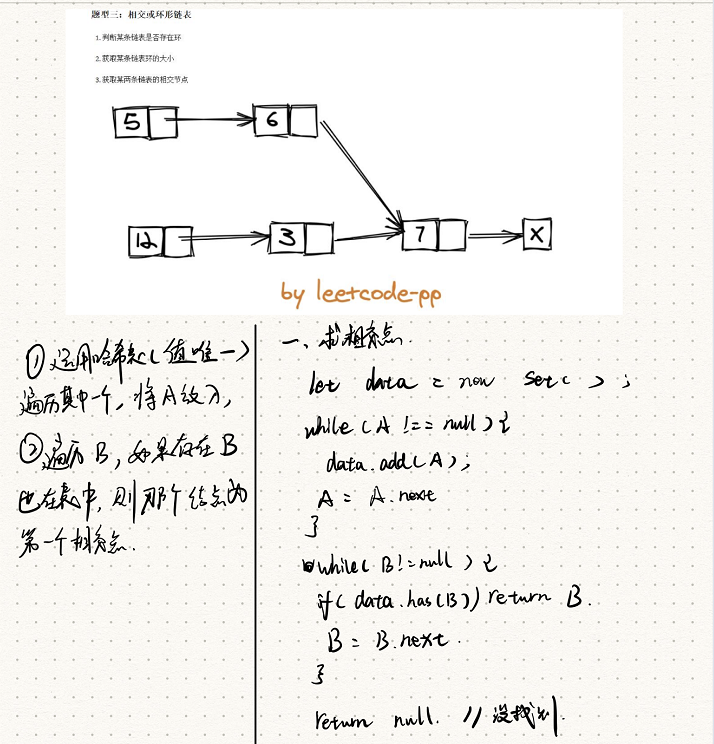 题型三：相交或环形链表
1. 判断某条链表是否存在环
2. 获取某条链表环的大小
3. 获取某两条链表的相交节点
5
6
12
3
7
X
by leetcode-pp
① 运用哈希表（值唯一）
遍历其中一个，将A放入，
② 遍历B，如果存在B
也在表中，则那个结点为
第一个相交点.
一、求相交点.
let data = new Set( ) ;
while (A !== null) {
data.add(A);
A = A.next
}
while( B != null ) {
if( data.has(B)) return B.
B = B.next.
}
return null. // 没找到.